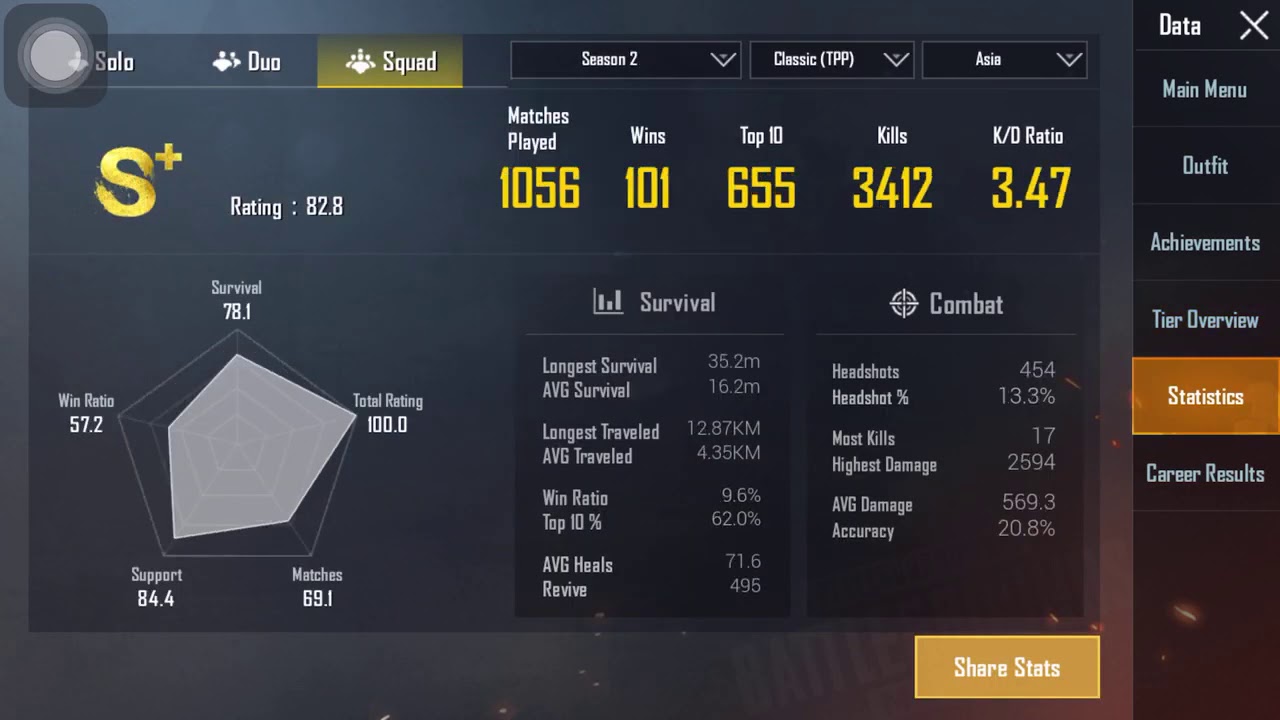 Solo
Duo
Squad
Season 2
Classic (TPP)
Asia
Data
Main Menu
Outfit
Achievements
Tier Overview
Statistics
Career Results
S+
Rating : 82.8
Matches
Played
1056
Wins
101
Top 10
655
Kills
3412
K/D Ratio
3.47
Survival
78.1
Win Ratio
57.2
Total Rating
100.0
Support
84.4
Matches
69.1
Survival
Longest Survival 35.2m
AVG Survival 16.2m
Longest Traveled 12.87KM
AVG Traveled 4.35KM
Win Ratio 9.6%
Top 10 % 62.0%
AVG Heals 71.6
Revive 495
Combat
Headshots 454
Headshot % 13.3%
Most Kills 17
Highest Damage 2594
AVG Damage 569.3
Accuracy 20.8%
Share Stats